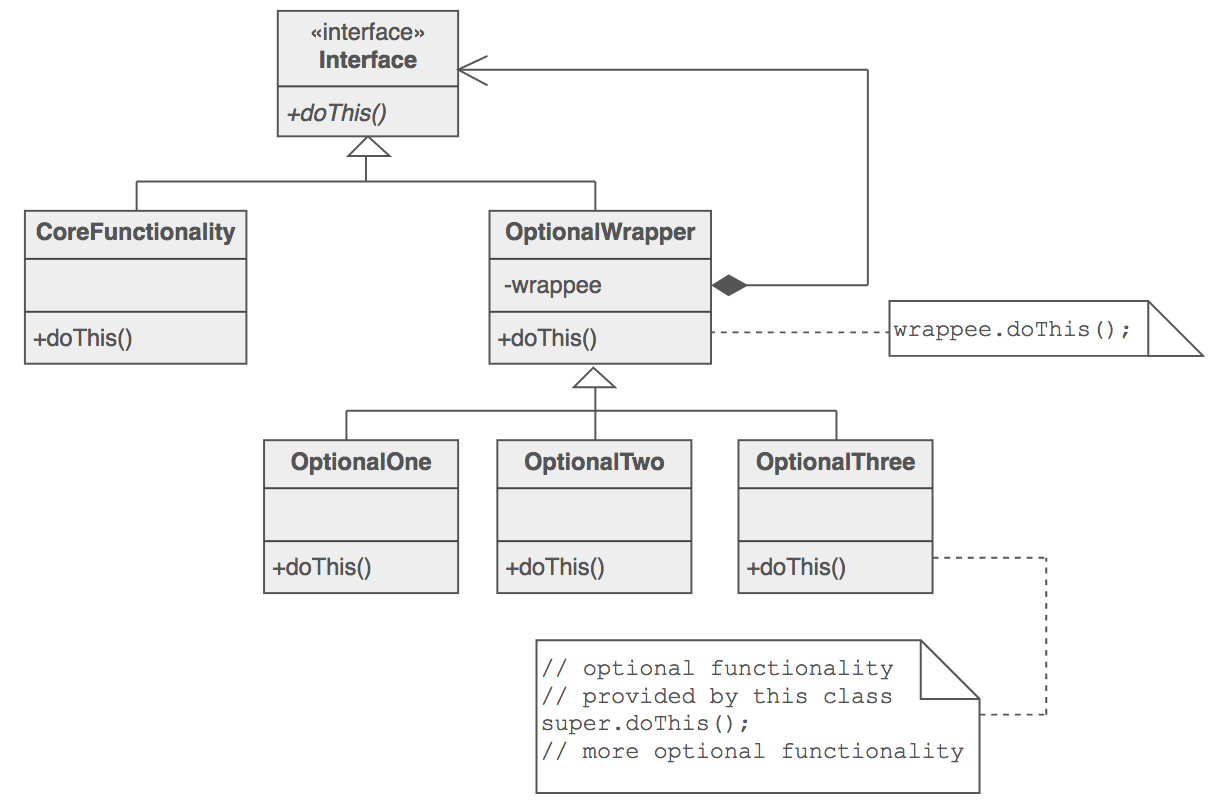 «interface»
Interface
+doThis()
CoreFunctionality
+doThis()
OptionalWrapper
-wrappee
+doThis()
wrappee.doThis();
OptionalOne
+doThis()
OptionalTwo
+doThis()
OptionalThree
+doThis()
// optional functionality
// provided by this class
super.doThis();
// more optional functionality